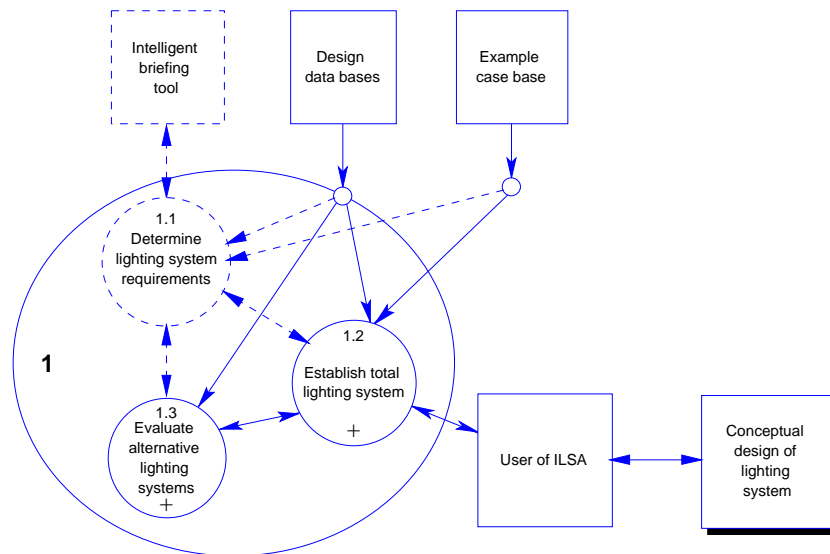 Intelligent
briefing
tool
Design
data bases
Example
case base
1.1
Determine
lighting system
requirements
1
1.2
Establish total
lighting system
+
1.3
Evaluate
alternative
lighting
systems
+
User of ILSA
Conceptual
design of
lighting
system